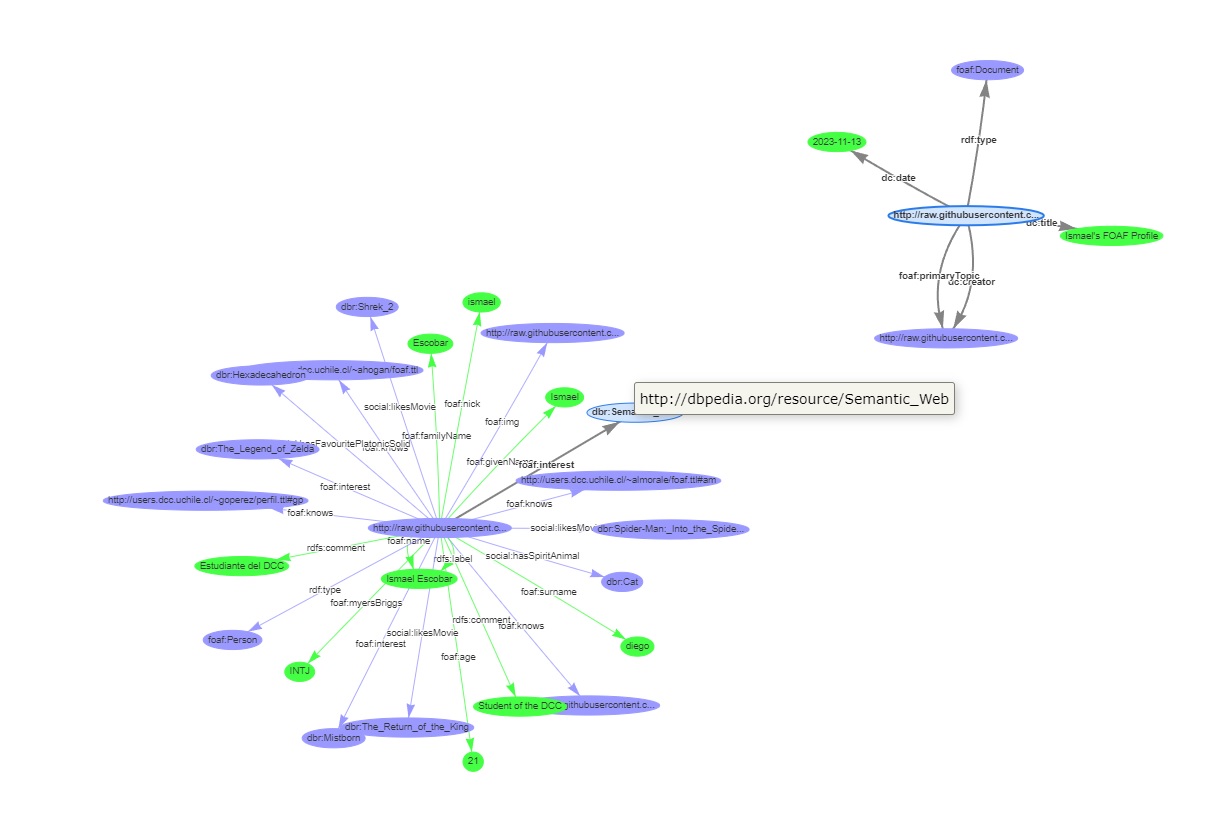 foaf:Document
2023-11-13
rdf:type
dc:date
http://raw.githubusercontent.c...
dc:title
Ismael's FOAF Profile
foaf:primaryTopic
dc:creator
http://raw.githubusercontent.c...
dbr:Shrek_2
ismael
Escobar
http://raw.githubusercontent.c...
dcc.uchile.cl/~ahogan/foaf.ttl
dbr:Hexadecahedron
Ismael
http://dbpedia.org/resource/Semantic_Web
social:likesMovie
foaf:nick
foaf:img
foaf:familyName
hasFavouritePlatonicSolid
foaf:knows
dbr:The_Legend_of_Zelda
foaf:givenName
foaf:interest
http://users.dcc.uchile.cl/~almorale/foaf.ttl#am
foaf:interest
http://users.dcc.uchile.cl/~goperez/perfil.ttl#gp
foaf:knows
foaf:knows
http://raw.githubusercontent.c...
social:likesMovie
dbr:Spider-Man:_Into_the_Spide...
foaf:name
rdfs:comment
rdfs:label
social:hasSpiritAnimal
Estudiante del DCC
Ismael Escobar
dbr:Cat
rdf:type
foaf:surname
foaf:myersBriggs
rdfs:comment
foaf:knows
social:likesMovie
foaf:Person
foaf:interest
diego
foaf:age
INTJ
Student of the DCC
githubusercontent.c...
dbr:The_Return_of_the_King
dbr:Mistborn
21